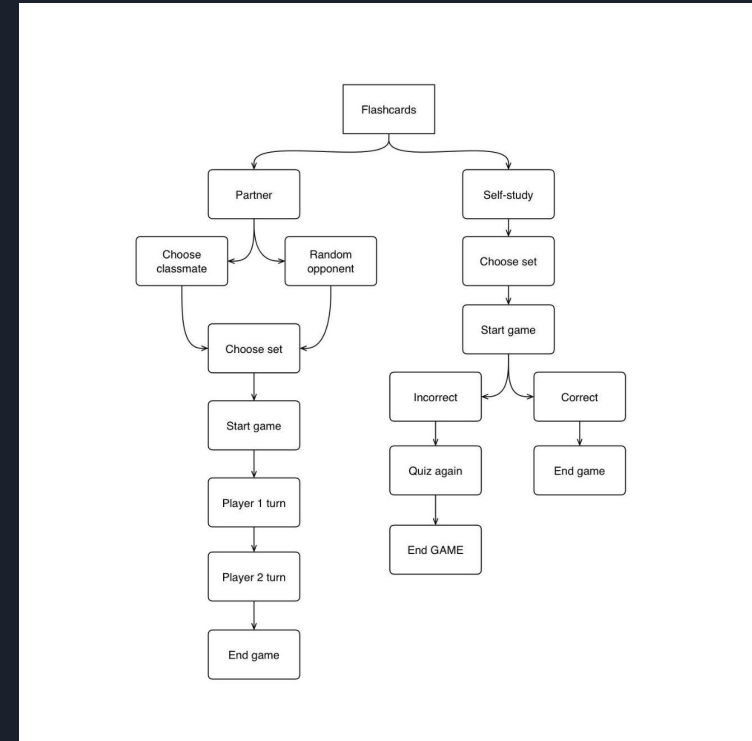 Flashcards
Partner
Self-study
Choose
classmate
Random
opponent
Choose set
Choose set
Start game
Start game
Incorrect
Correct
Player 1 turn
Quiz again
End game
Player 2 turn
End GAME
End game